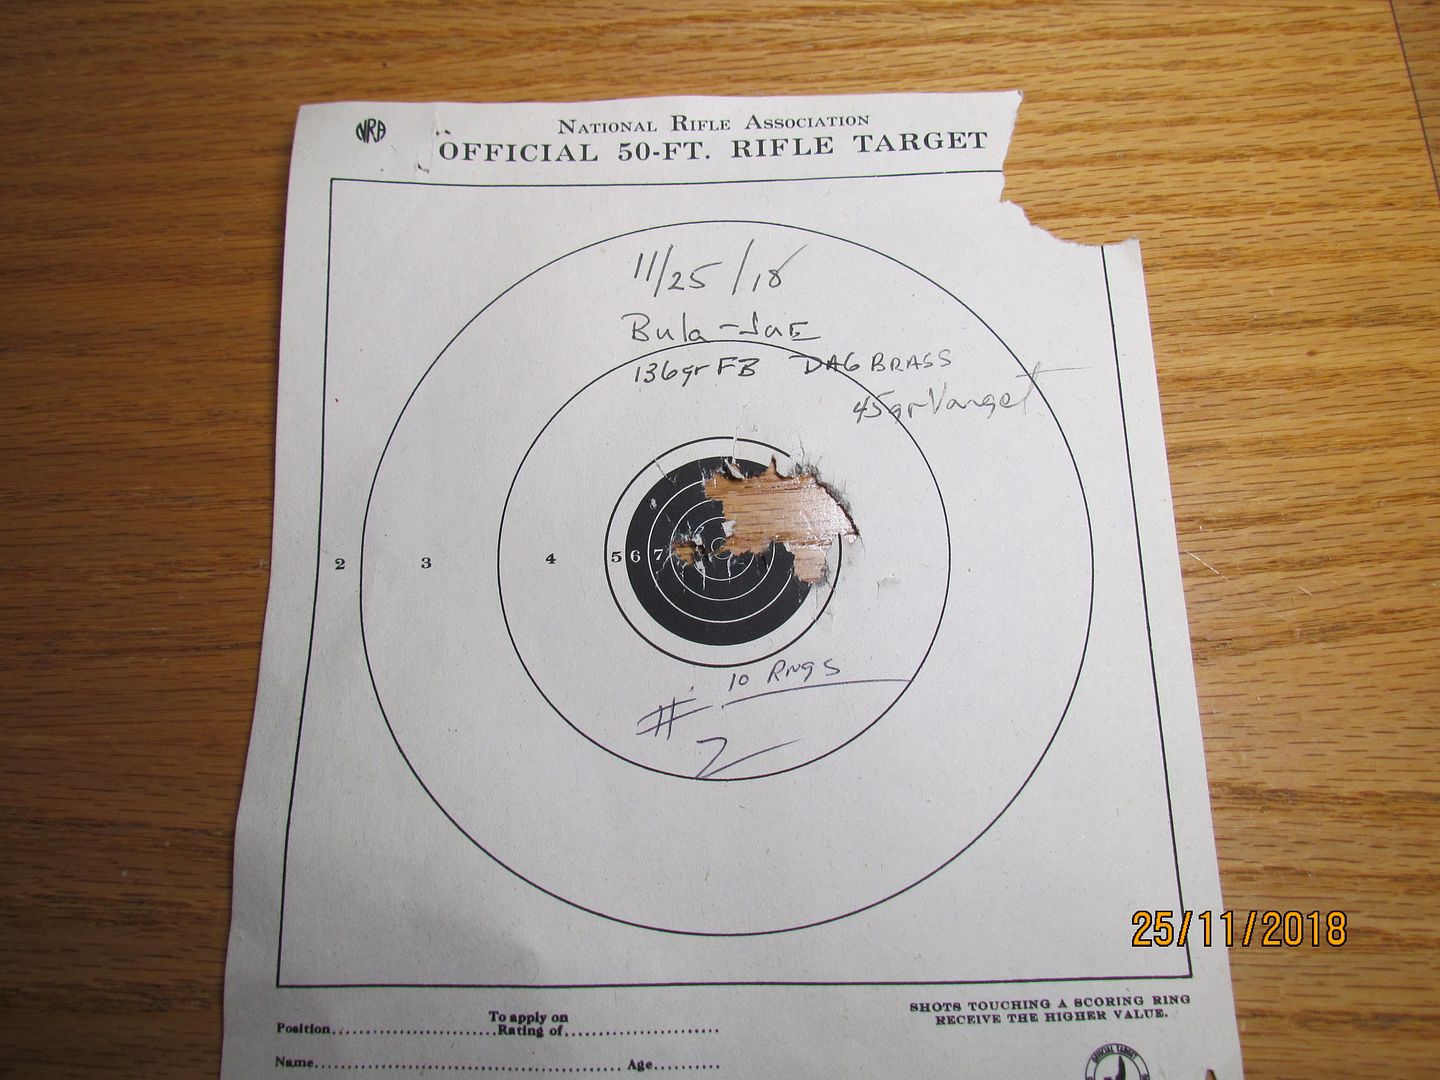 NRA
NATIONAL RIFLE ASSOCIATION
OFFICIAL 50-FT. RIFLE TARGET
11/25/18
Bula-JaE
136gr FB DAG BRASS
45gr Varget
2 3 4 5 6 7
10 RNgS
#
2
25/11/2018
SHOTS TOUCHING A SCORING RING
RECEIVE THE HIGHER VALUE.
To apply on
Position Rating of
Name Age
OFFICIAL TARGET